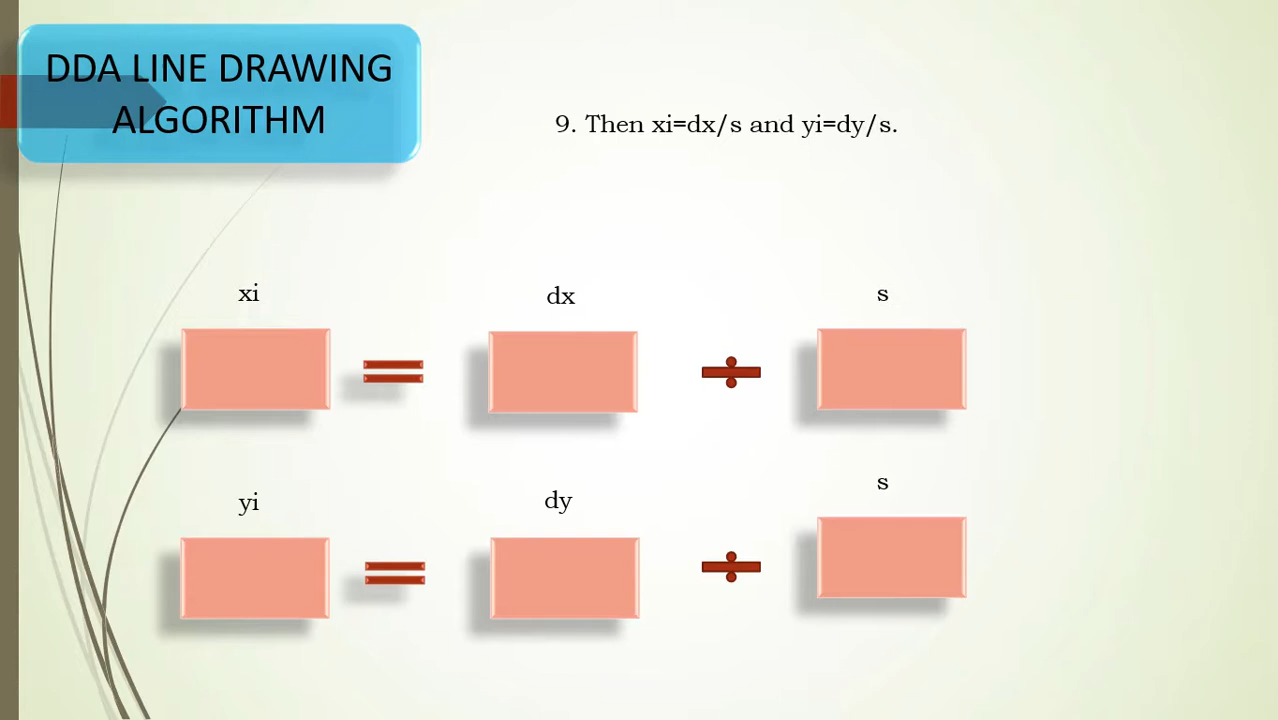 DDA LINE DRAWING
ALGORITHM
9. Then xi=dx/s and yi=dy/s.
xi
dx
s
yi
dy
s